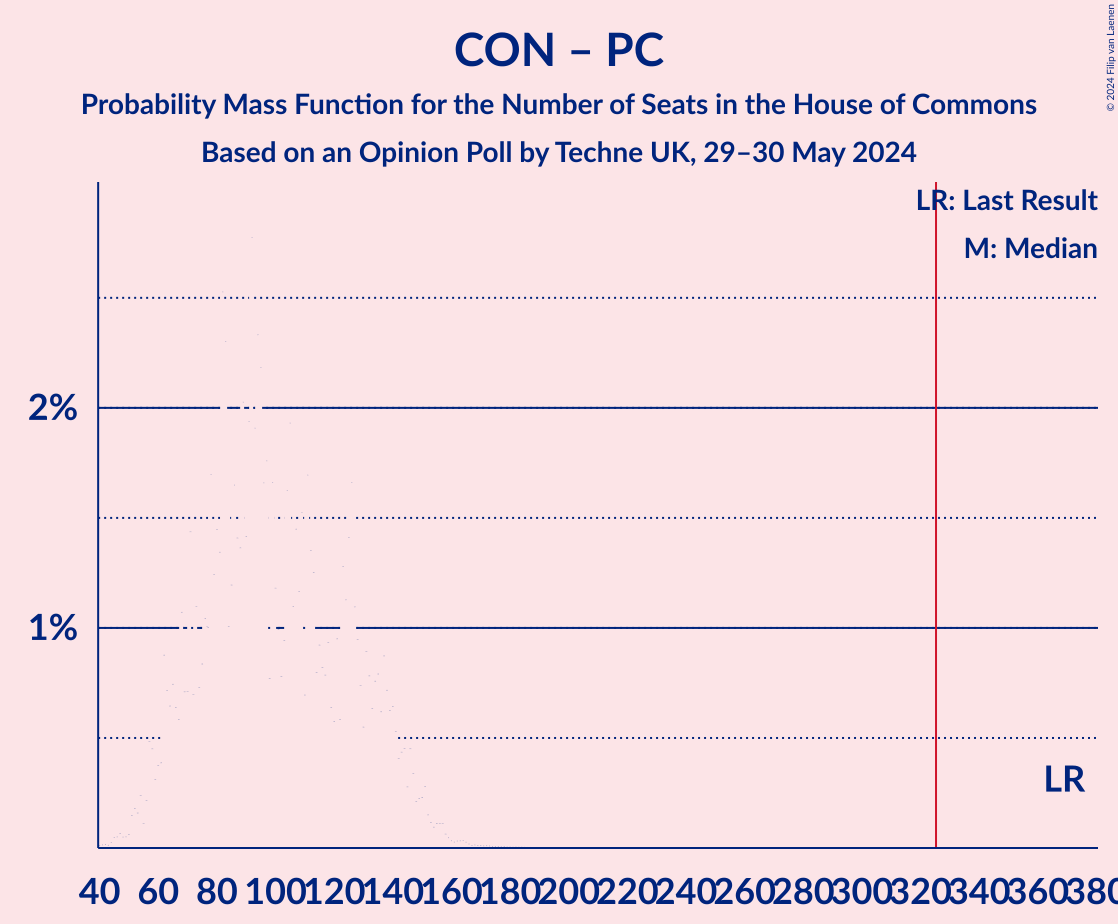 CON – PC
Probability Mass Function for the Number of Seats in the House of Commons
Based on an Opinion Poll by Techne UK, 29–30 May 2024
© 2024 Filip van Laenen
LR: Last Result
M: Median
2%
1%
LR
40 60 80 100 120 140 160 180 200 220 240 260 280 300 320 340 360 380